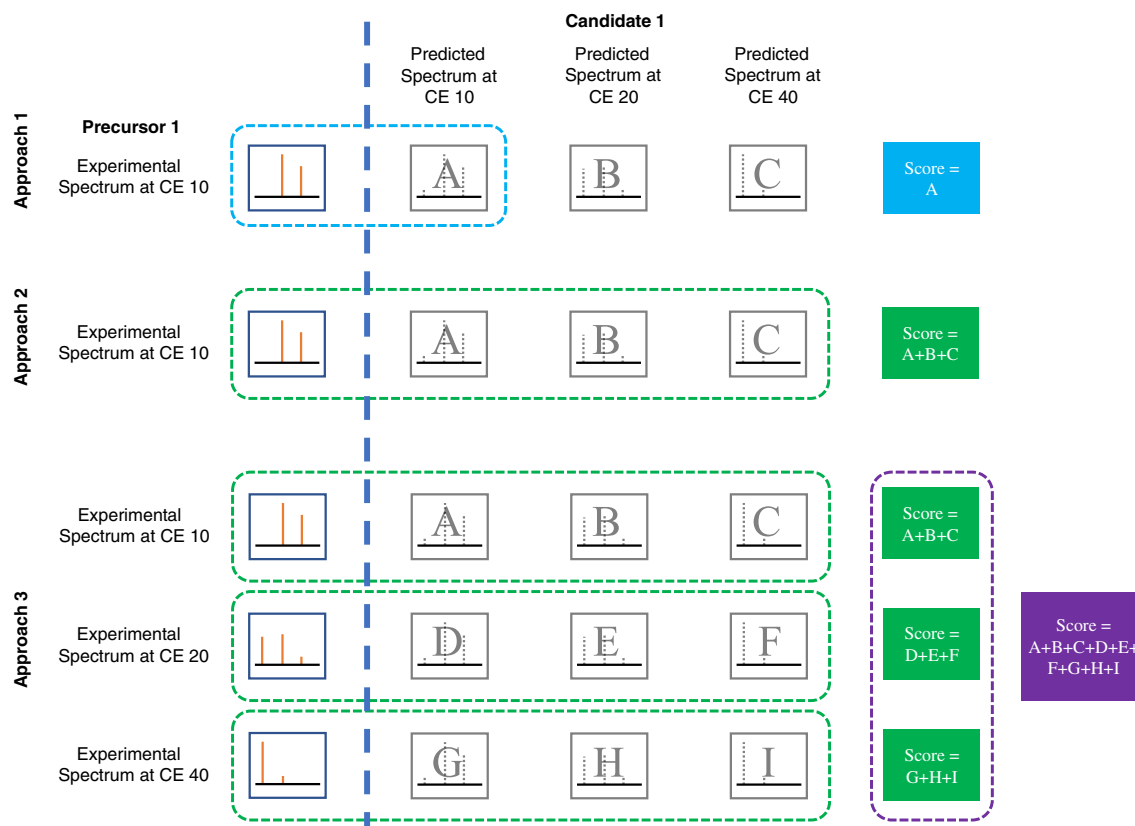 Candidate 1
Predicted
Spectrum at
CE 10
Predicted
Spectrum at
CE 20
Predicted
Spectrum at
CE 40
Approach 1
Precursor 1
Experimental
Spectrum at CE 10
A
B
C
Score =
A
Approach 2
Experimental
Spectrum at CE 10
A
B
C
Score =
A+B+C
Approach 3
Experimental
Spectrum at CE 10
A
B
C
Score =
A+B+C
Experimental
Spectrum at CE 20
D
E
F
Score =
D+E+F
Experimental
Spectrum at CE 40
G
H
I
Score =
G+H+I
Score =
A+B+C+D+E+
F+G+H+I